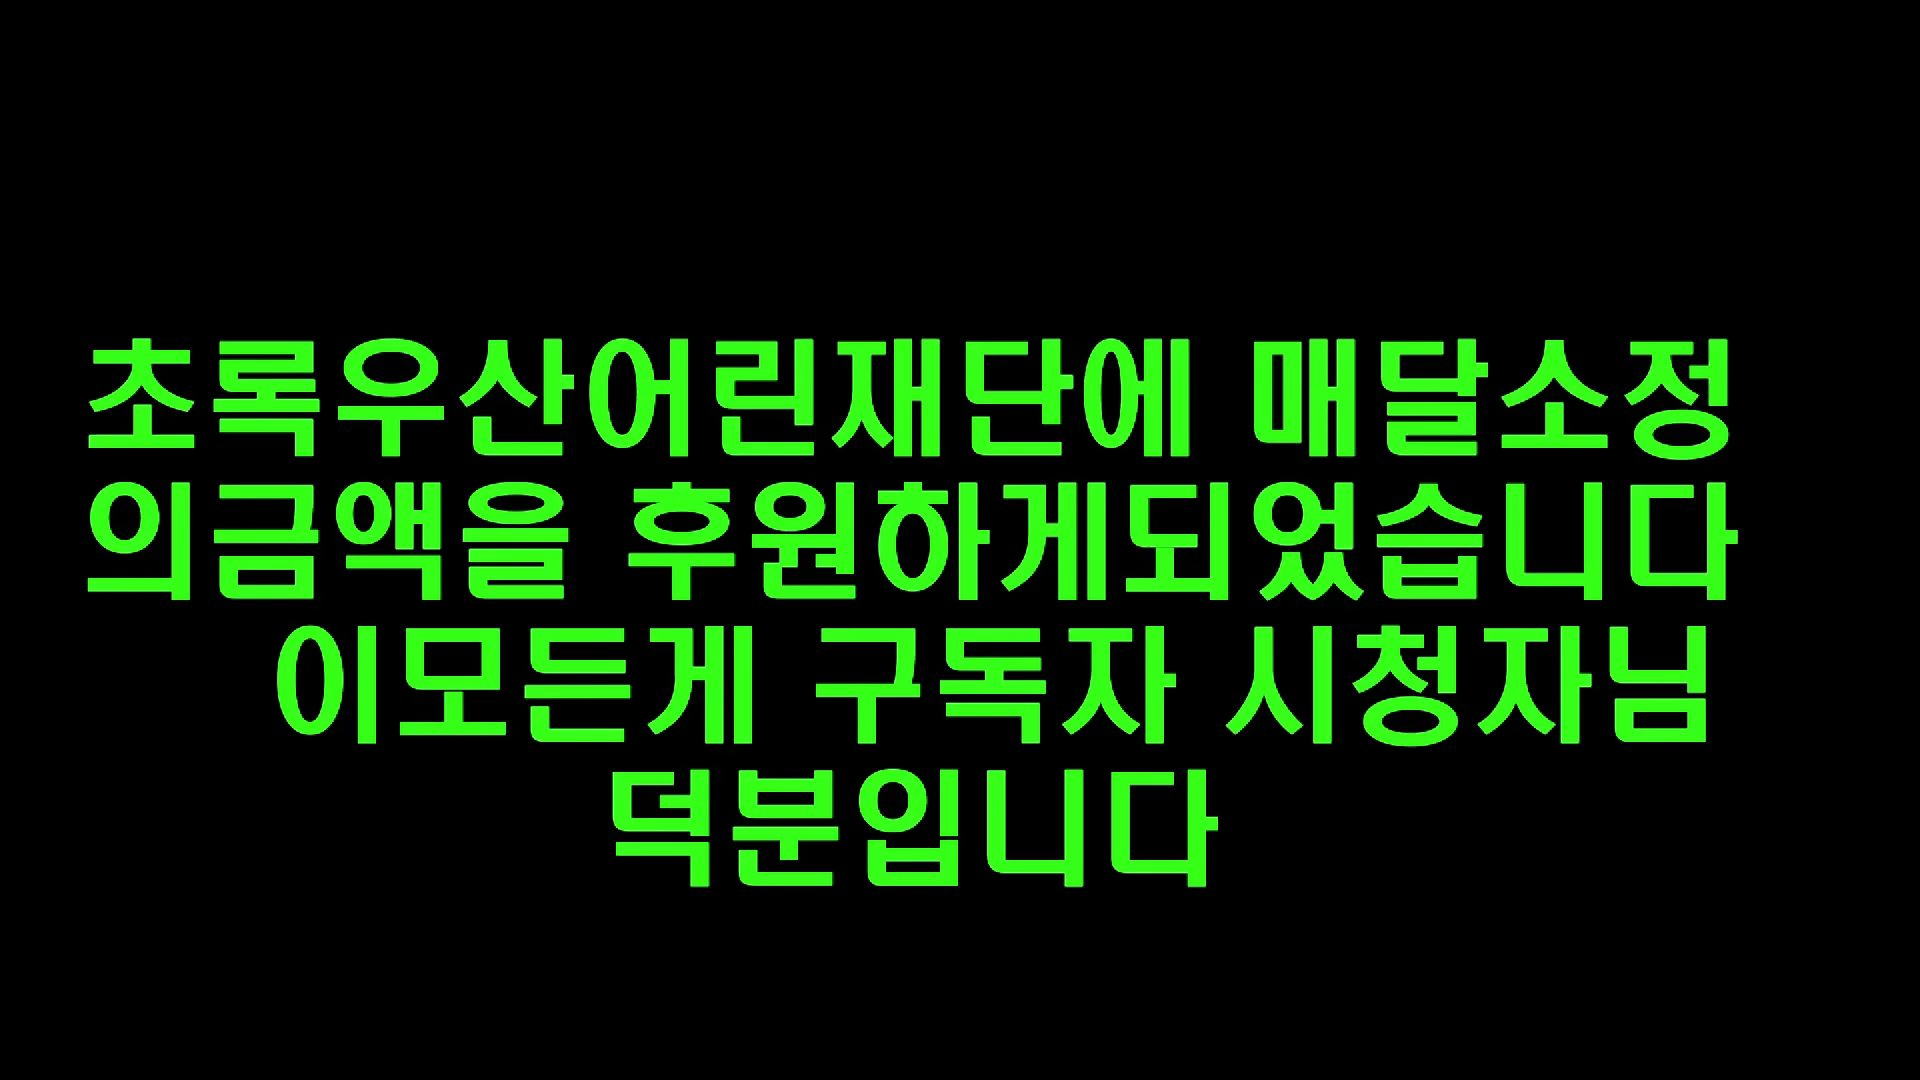 초록우산어린재단에 매달소정
의금액을 후원하게되었습니다
이모든게 구독자 시청자님
덕분입니다